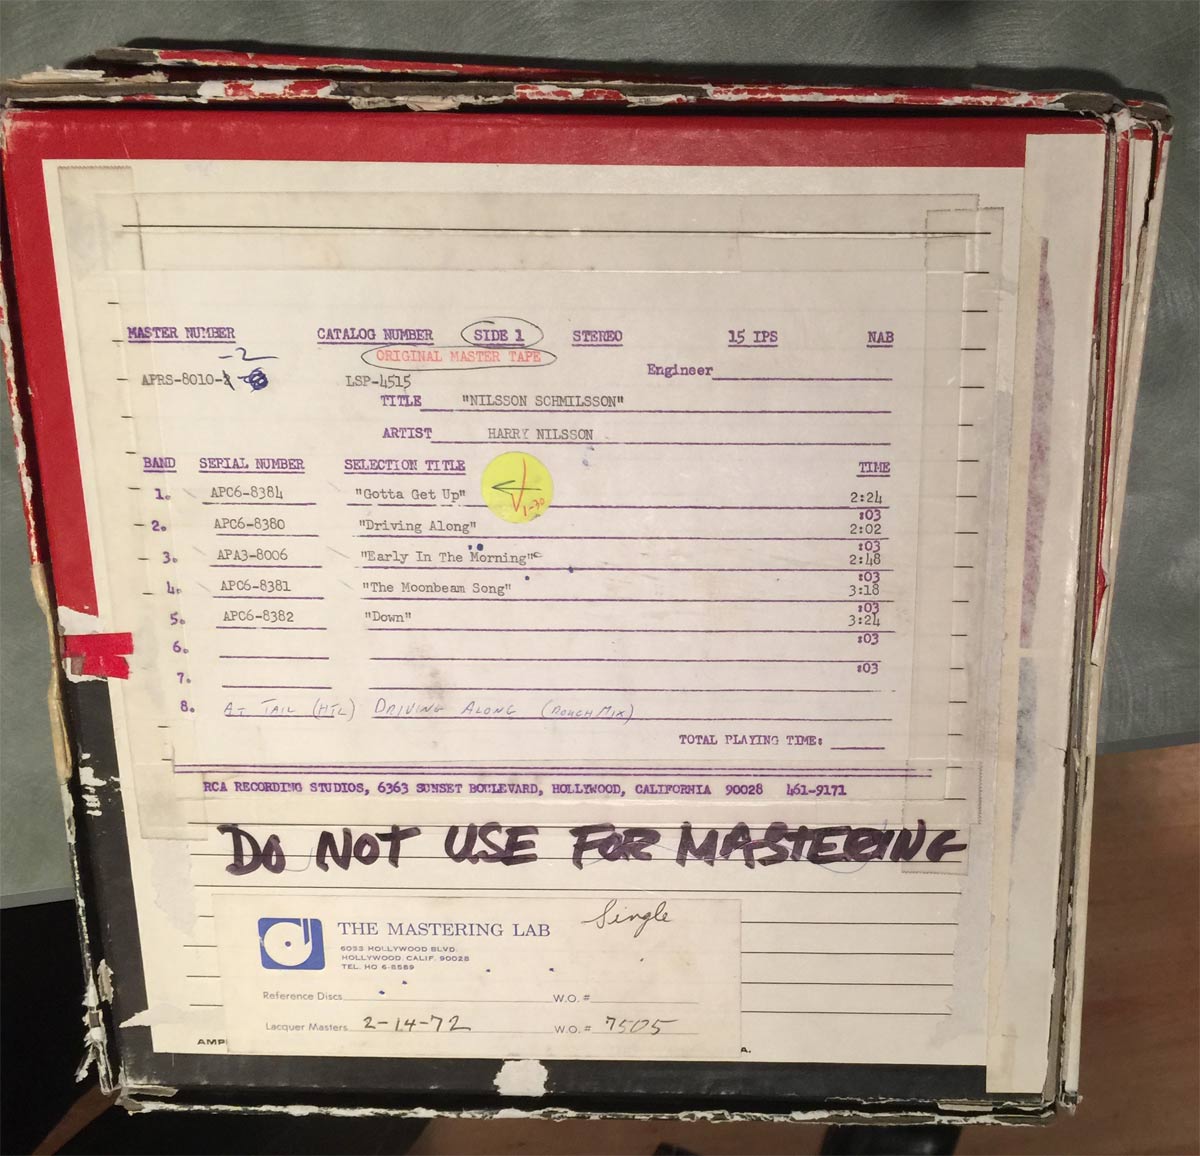 MASTER NUMBER CATALOG NUMBER SIDE 1 STEREO 15 IPS NAB
-2 ORIGINAL MASTER TAPE
APRS-8010- LSP-4515 Engineer
TITLE "NILSSON SCHMILSSON"
ARTIST HARRY NILSSON
BAND SERIAL NUMBER SELECTION TITLE TIME
1. APC6-8384 "Gotta Get Up" 2:24
1-30
:03
2. APC6-8380 "Driving Along" 2:02
:03
3. APA3-8006 "Early In The Morning" 2:48
:03
4. APC6-8381 "The Moonbeam Song" 3:18
:03
5. APC6-8382 "Down" 3:24
:03
6.
:03
7.
8. AT TAIL (HTL) DRIVING ALONG (ROUGH MIX)
TOTAL PLAYING TIME:
RCA RECORDING STUDIOS, 6363 SUNSET BOULEVARD, HOLLYWOOD, CALIFORNIA 90028 461-9171
DO NOT USE FOR MASTERING
THE MASTERING LAB Single
6033 HOLLYWOOD BLVD.
HOLLYWOOD, CALIF. 90028
TEL. HO 6-8589
Reference Discs W.O.#
Lacquer Masters 2-14-72 W.O.# 7505
AMP A.